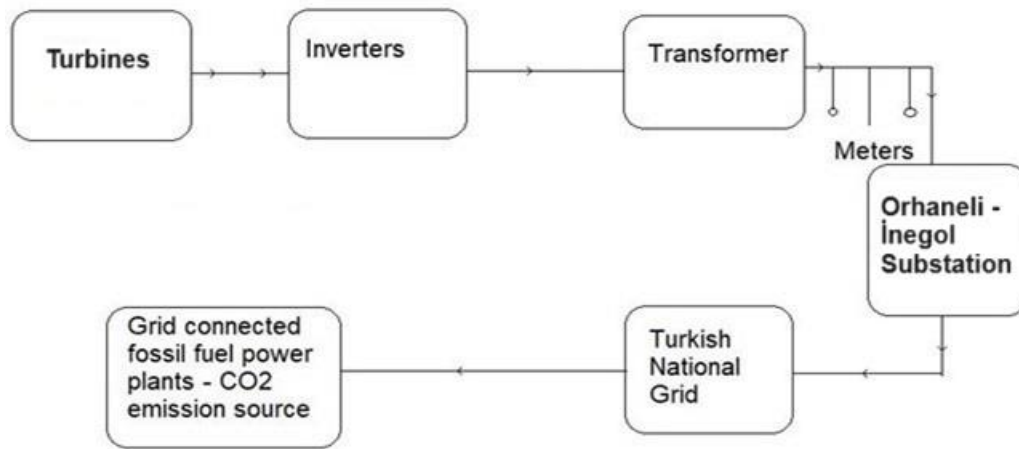 Turbines
Inverters
Transformer
Meters
Orhaneli -
İnegol
Substation
Turkish
National
Grid
Grid connected
fossil fuel power
plants - CO2
emission source